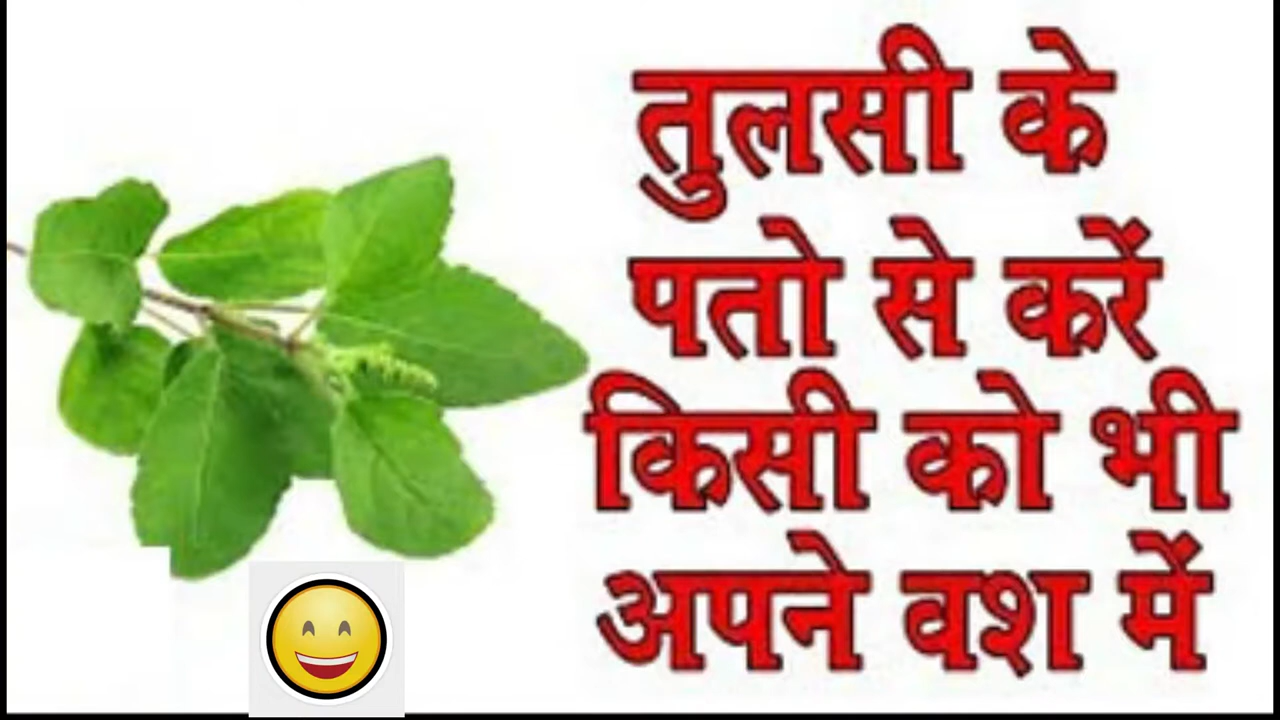 तुलसी के
पतो से करें
किसी को भी
अपने वश में